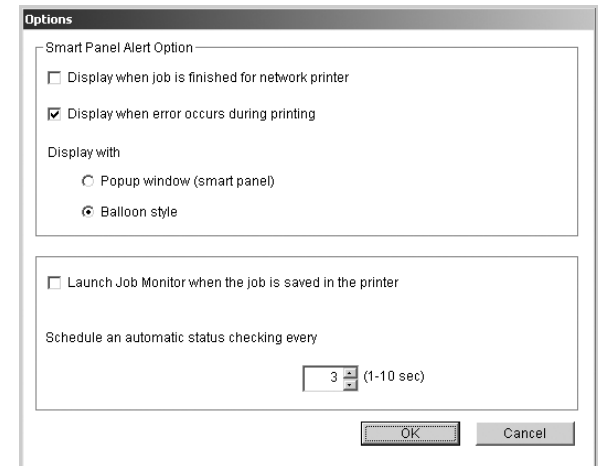 Options
Smart Panel Alert Option
Display when job is finished for network printer
Display when error occurs during printing
Display with
Popup window (smart panel)
Balloon style
Launch Job Monitor when the job is saved in the printer
Schedule an automatic status checking every
3 (1-10 sec)
OK Cancel